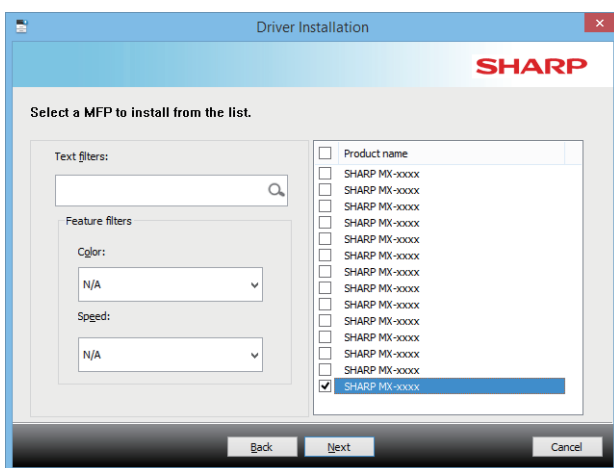 Driver Installation
SHARP
Select a MFP to install from the list.
Text filters:
Feature filters
Color:
N/A
Speed:
N/A
Product name
SHARP MX-xxxx
SHARP MX-xxxx
SHARP MX-xxxx
SHARP MX-xxxx
SHARP MX-xxxx
SHARP MX-xxxx
SHARP MX-xxxx
SHARP MX-xxxx
SHARP MX-xxxx
SHARP MX-xxxx
SHARP MX-xxxx
SHARP MX-xxxx
SHARP MX-xxxx
SHARP MX-xxxx
Back
Next
Cancel